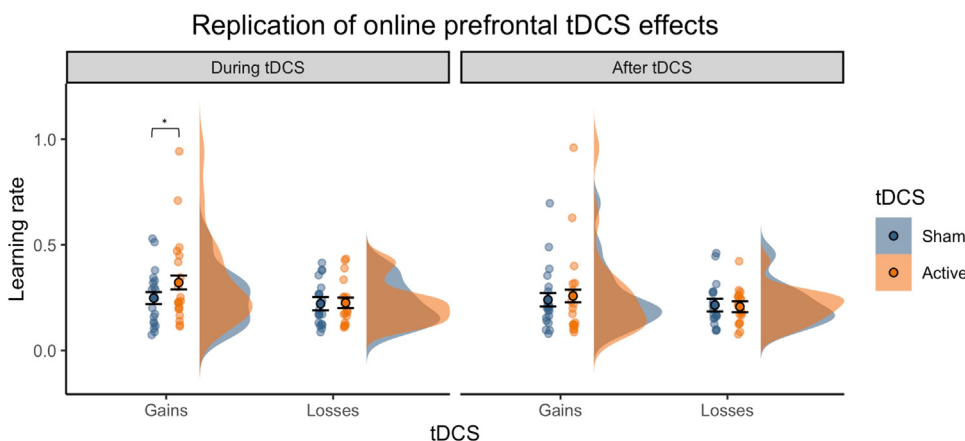 Replication of online prefrontal tDCS effects
During tDCS
After tDCS
*
1.0
0.5
0.0
Learning rate
Gains
Losses
Gains
Losses
tDCS
tDCS
Sham
Active